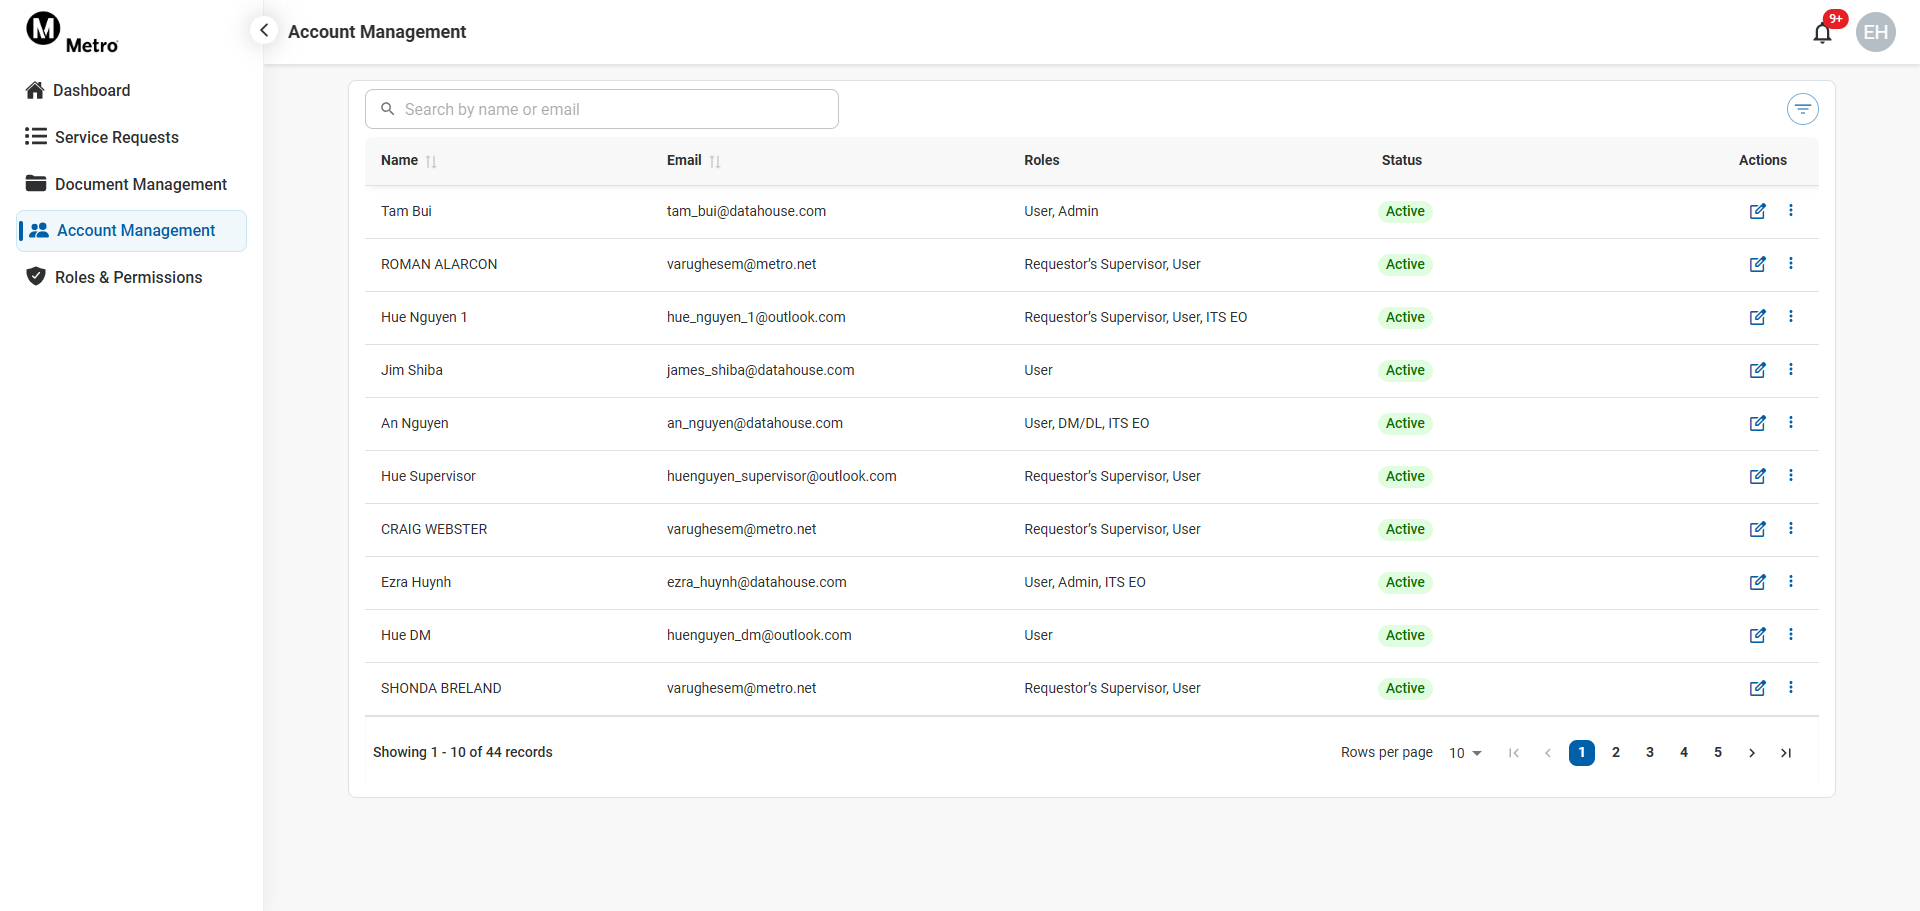 M Metro
Account Management
9+
EH
Dashboard
Service Requests
Document Management
Account Management
Roles & Permissions
Search by name or email
Name Email Roles Status Actions
Tam Bui tam_bui@datahouse.com User, Admin Active
ROMAN ALARCON varughesem@metro.net Requestor’s Supervisor, User Active
Hue Nguyen 1 hue_nguyen_1@outlook.com Requestor’s Supervisor, User, ITS EO Active
Jim Shiba james_shiba@datahouse.com User Active
An Nguyen an_nguyen@datahouse.com User, DM/DL, ITS EO Active
Hue Supervisor huenguyen_supervisor@outlook.com Requestor’s Supervisor, User Active
CRAIG WEBSTER varughesem@metro.net Requestor’s Supervisor, User Active
Ezra Huynh ezra_huynh@datahouse.com User, Admin, ITS EO Active
Hue DM huenguyen_dm@outlook.com User Active
SHONDA BRELAND varughesem@metro.net Requestor’s Supervisor, User Active
Showing 1 - 10 of 44 records Rows per page 10 1 2 3 4 5